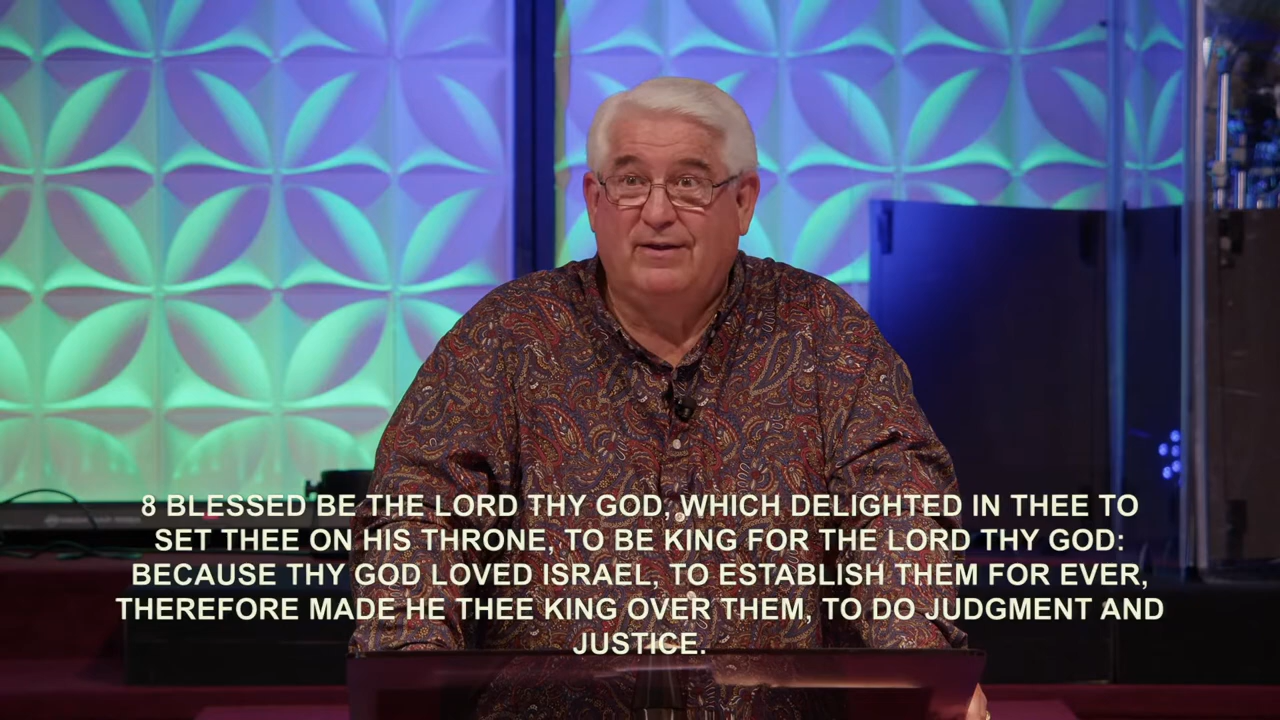 8 BLESSED BE THE LORD THY GOD, WHICH DELIGHTED IN THEE TO
SET THEE ON HIS THRONE, TO BE KING FOR THE LORD THY GOD:
BECAUSE THY GOD LOVED ISRAEL, TO ESTABLISH THEM FOR EVER,
THEREFORE MADE HE THEE KING OVER THEM, TO DO JUDGMENT AND
JUSTICE.